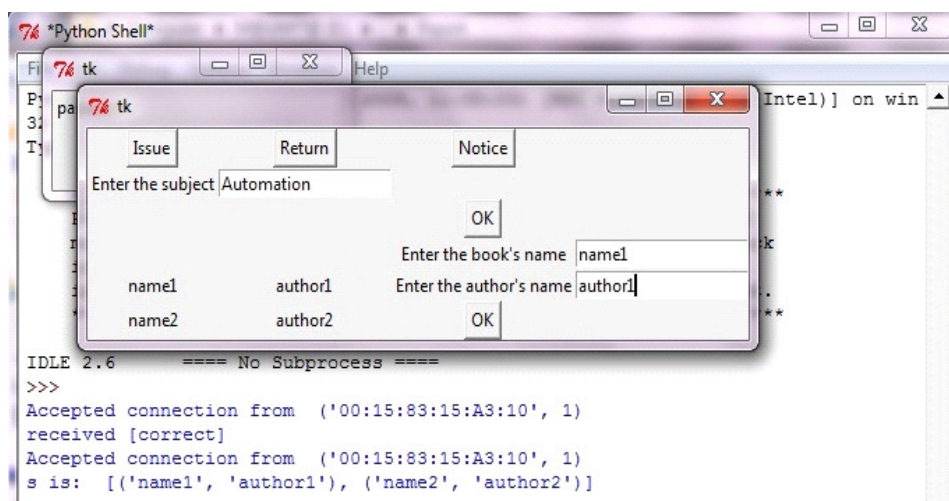 *Python Shell*
tk
Help
pa
tk
Intel)] on win
32
Issue Return Notice
Enter the subject Automation
OK
Enter the book's name name1
name1 author1 Enter the author's name author1
name2 author2 OK
IDLE 2.6 ==== No Subprocess ====
>>>
Accepted connection from ('00:15:83:15:A3:10', 1)
received [correct]
Accepted connection from ('00:15:83:15:A3:10', 1)
s is: [('name1', 'author1'), ('name2', 'author2')]